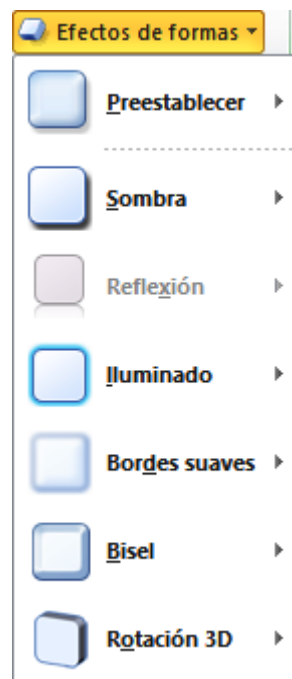 Efectos de formas
Preestablecer
Sombra
Reflexión
Iluminado
Bordes suaves
Bisel
Rotación 3D